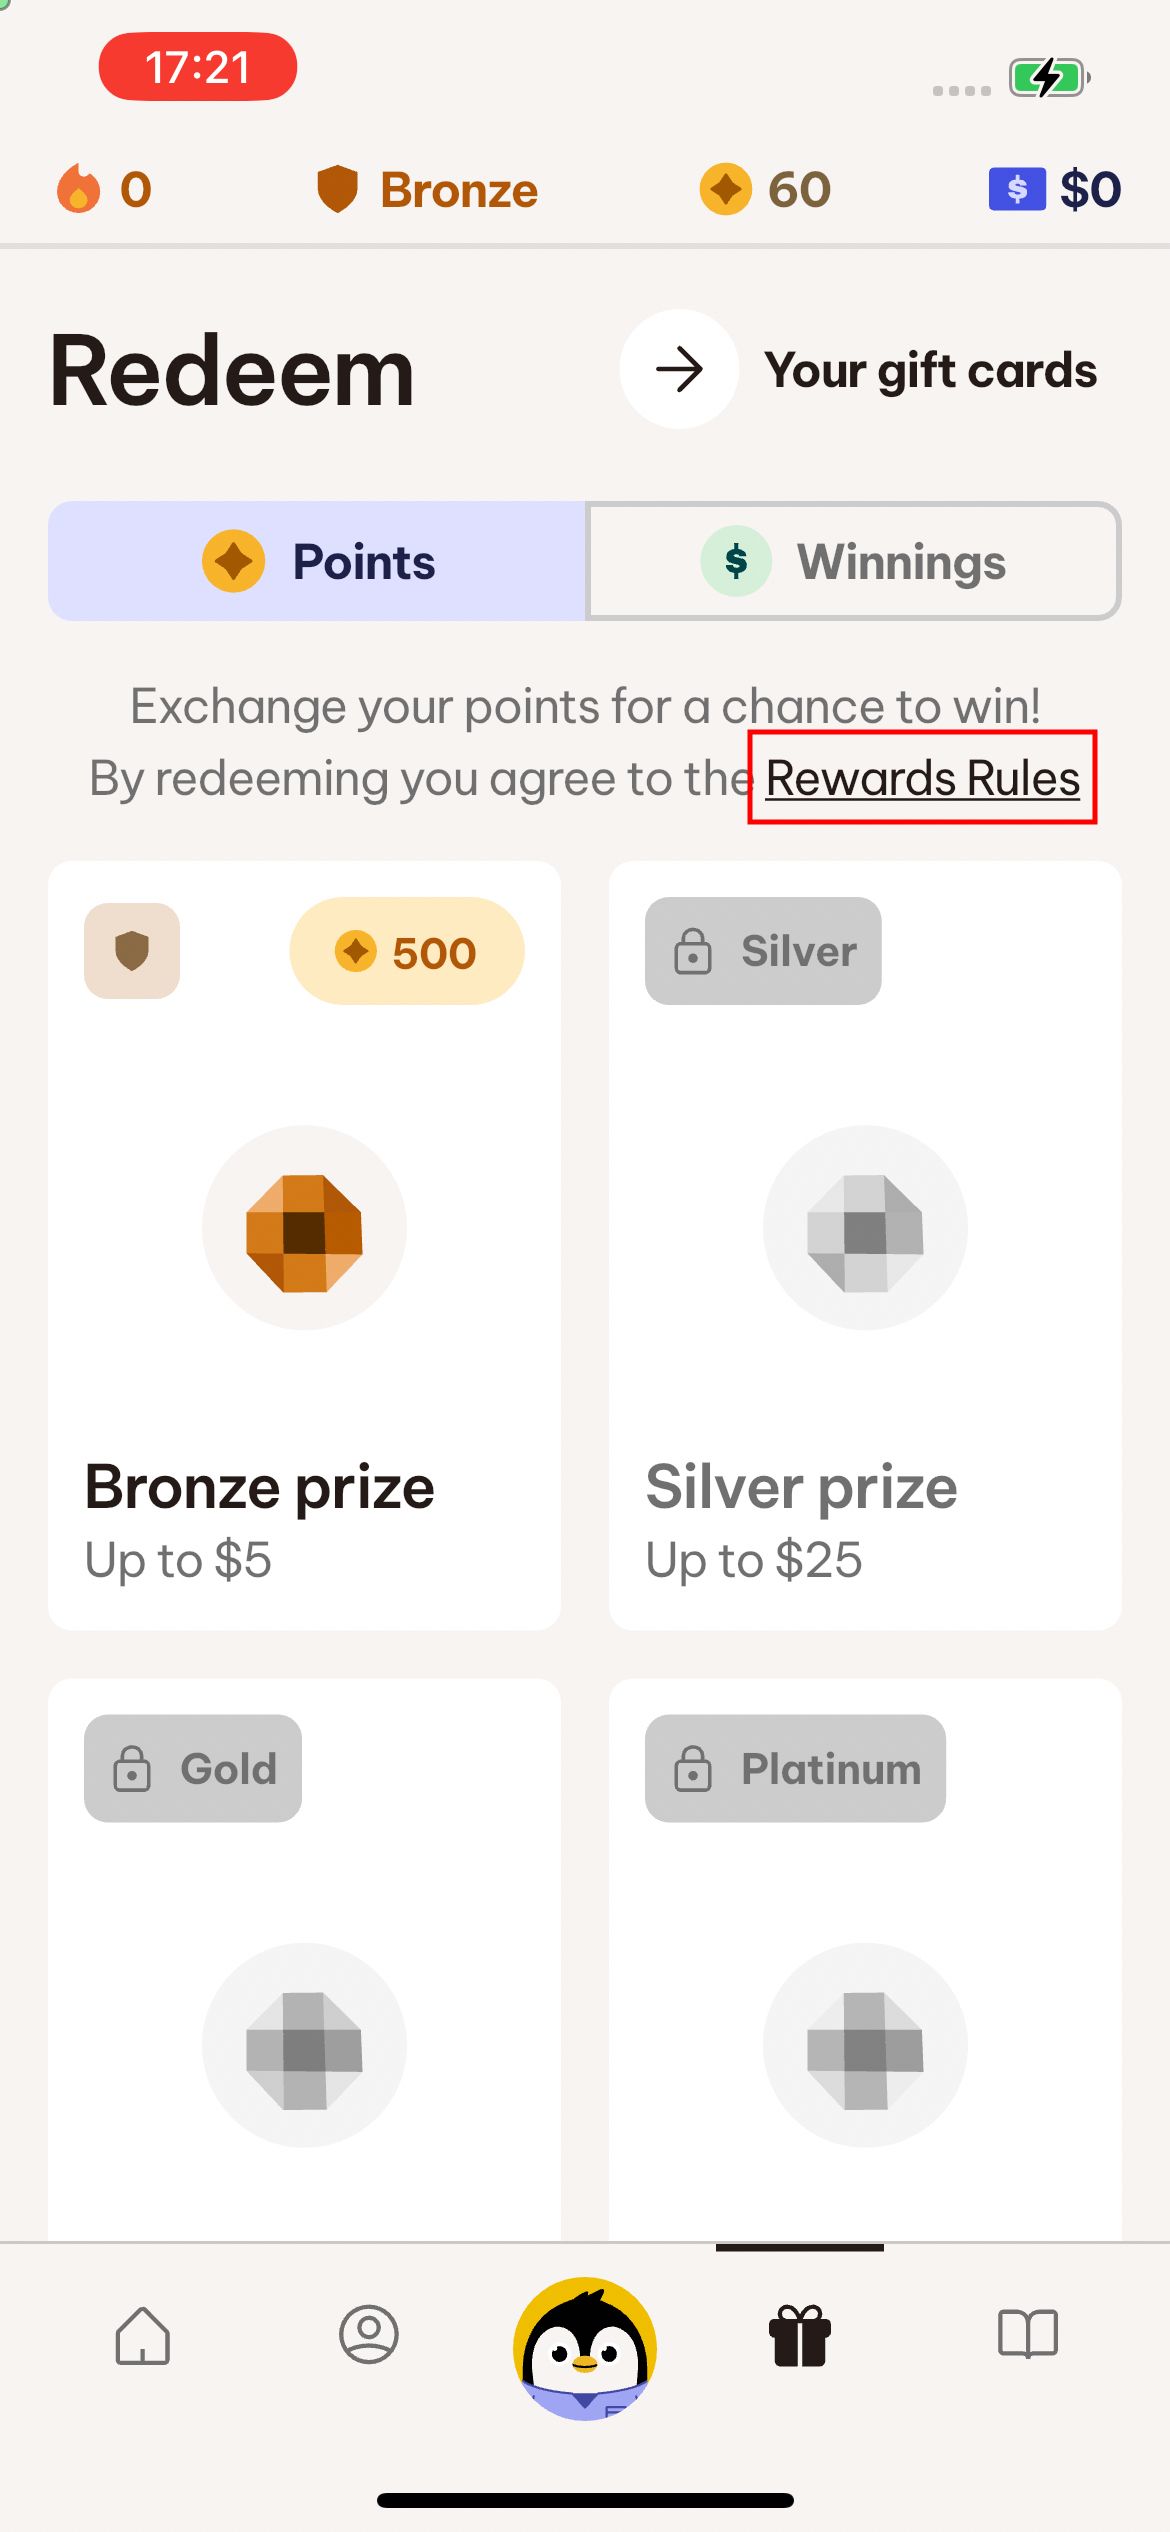 17:21
0
Bronze
60
$ $0
Redeem
Your gift cards
Points
$ Winnings
Exchange your points for a chance to win!
By redeeming you agree to the Rewards Rules
500
Silver
Bronze prize
Up to $5
Silver prize
Up to $25
Gold
Platinum